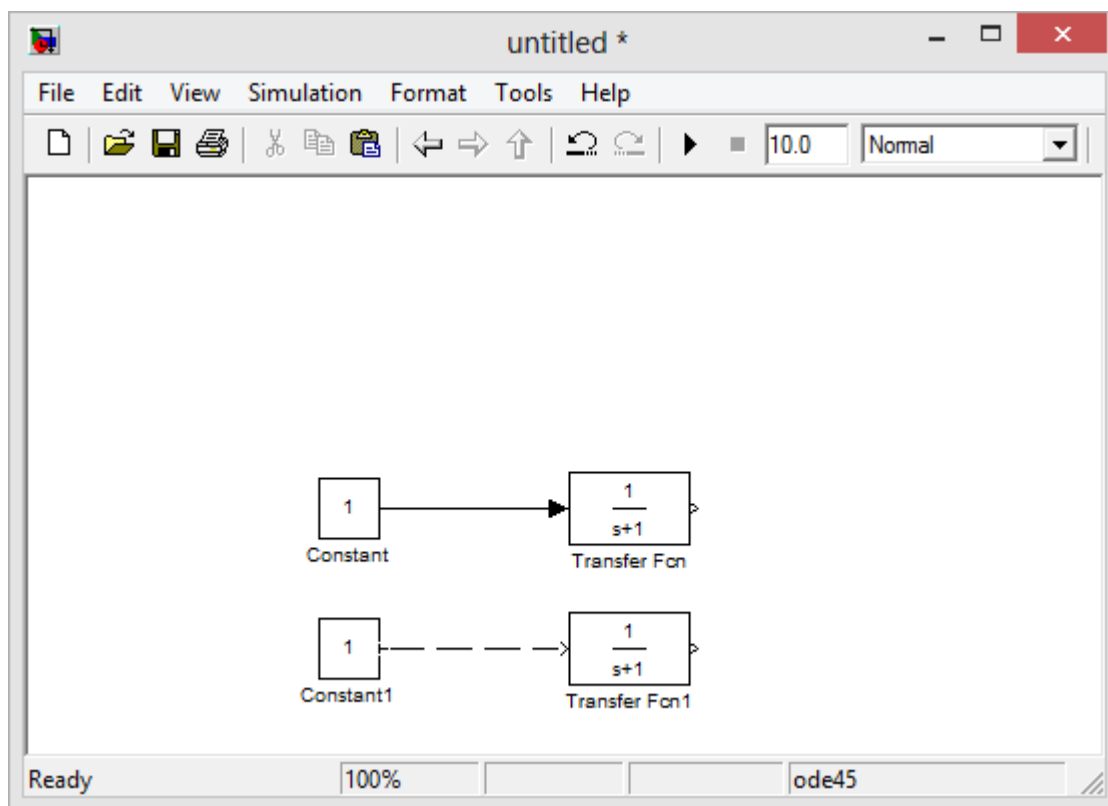 untitled *
File Edit View Simulation Format Tools Help
10.0 Normal
1
1
s+1
Constant
Transfer Fcn
1
1
s+1
Constant1
Transfer Fcn1
Ready 100% ode45